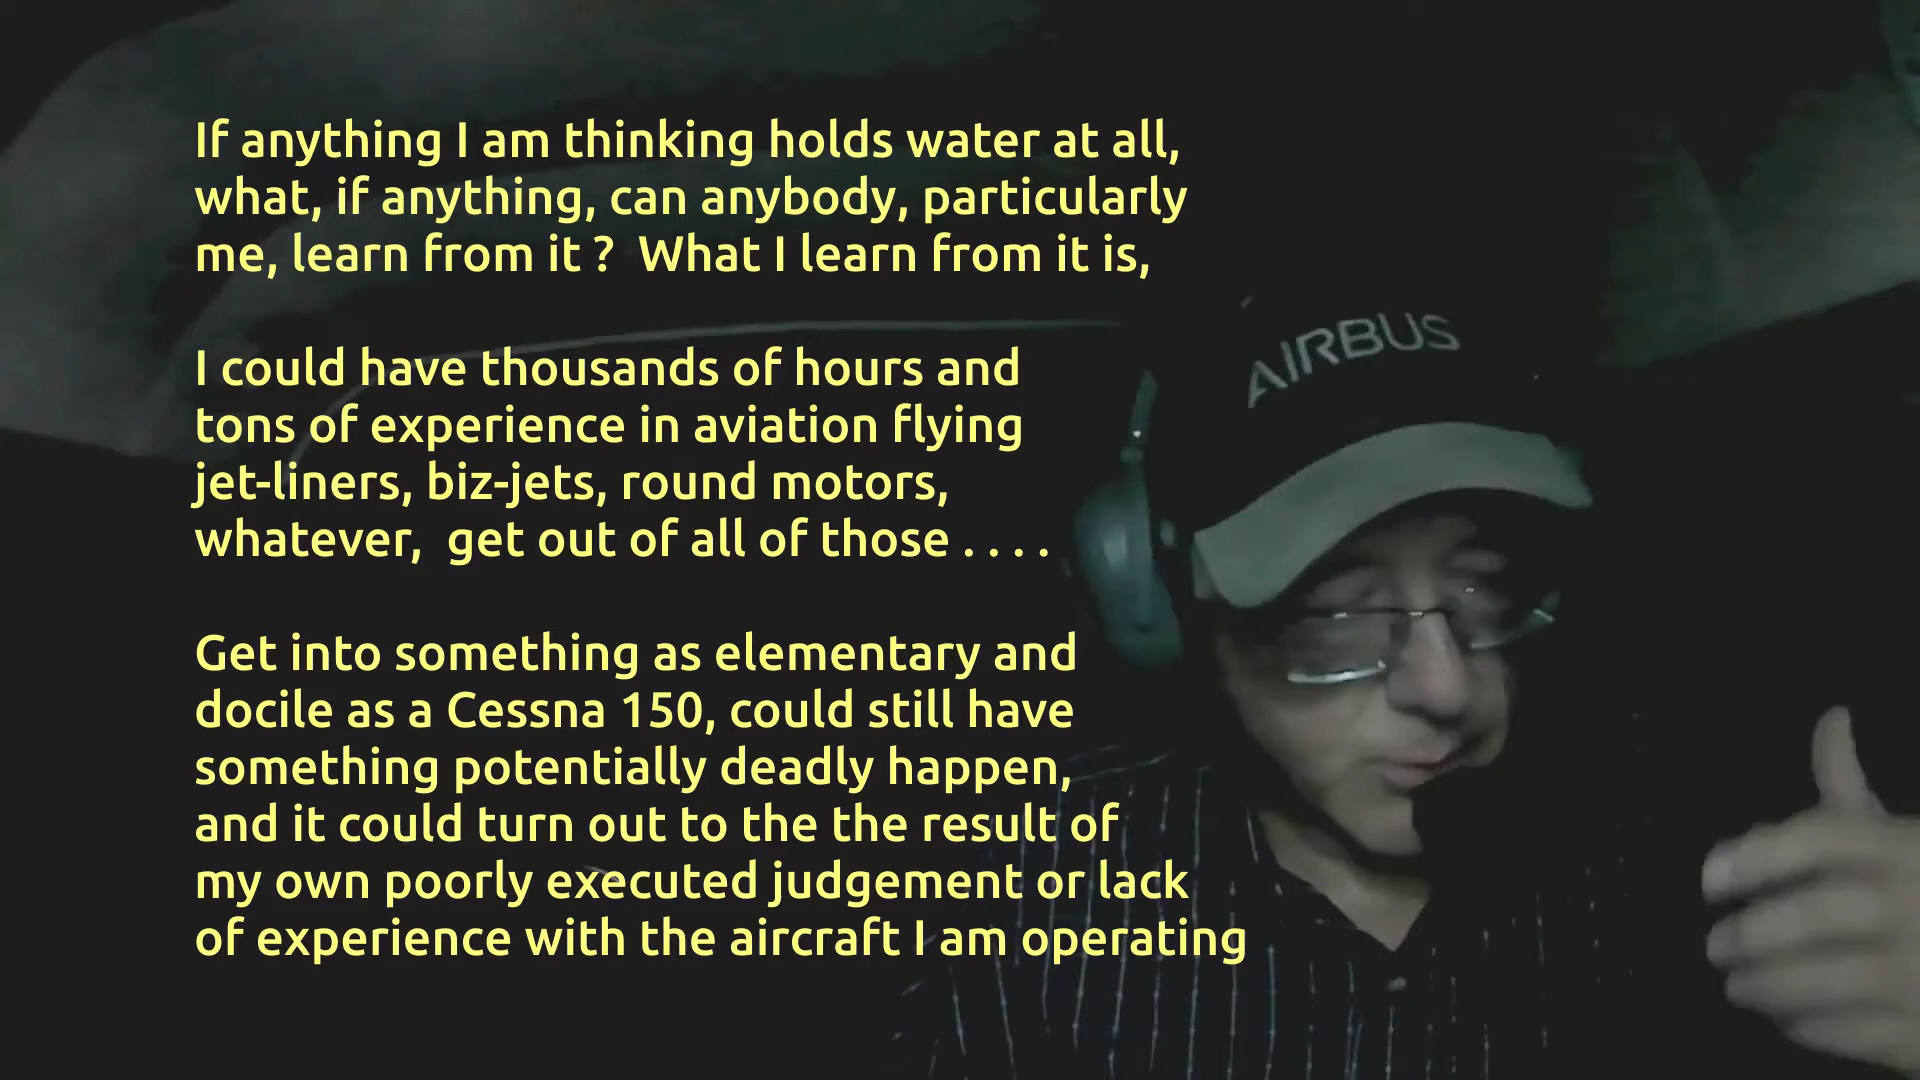 If anything I am thinking holds water at all,
what, if anything, can anybody, particularly
me, learn from it ?  What I learn from it is,
I could have thousands of hours and
tons of experience in aviation flying
jet-liners, biz-jets, round motors,
whatever,  get out of all of those . . . .
Get into something as elementary and
docile as a Cessna 150, could still have
something potentially deadly happen,
and it could turn out to the the result of
my own poorly executed judgement or lack
of experience with the aircraft I am operating
AIRBUS